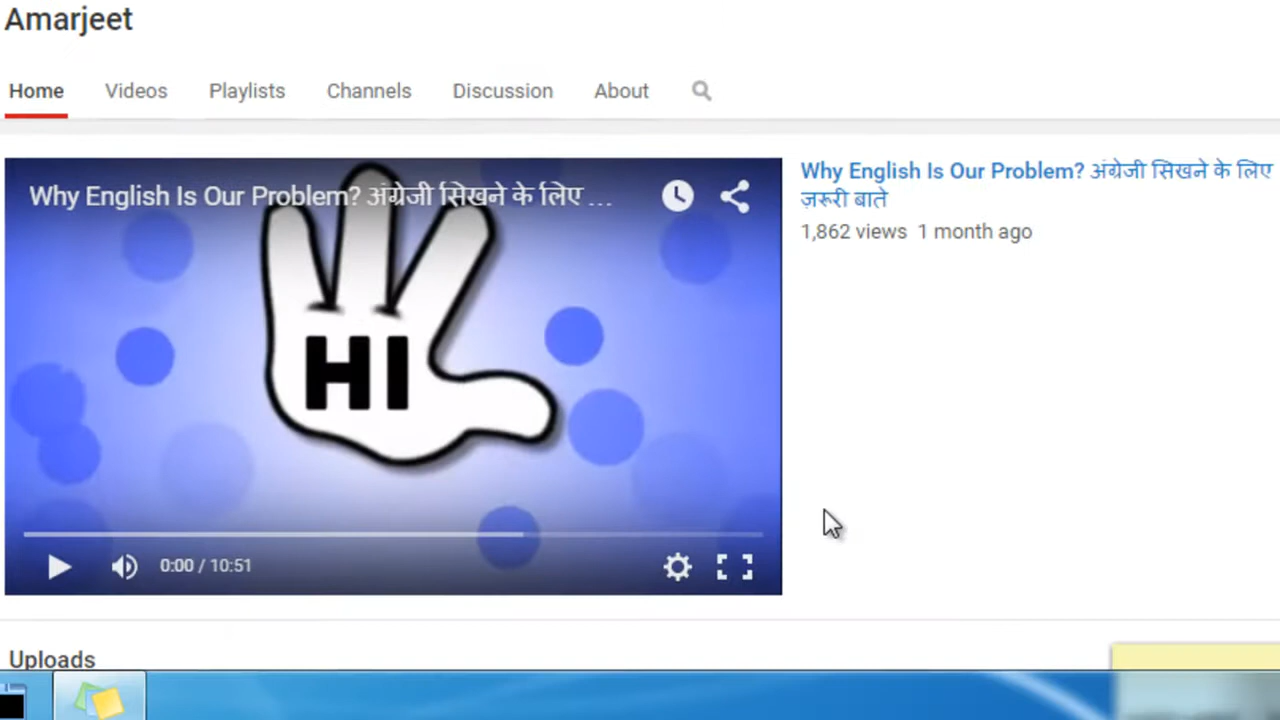 Amarjeet
Home Videos Playlists Channels Discussion About
Why English Is Our Problem? अंग्रेजी सिखने के लिए ...
HI
0:00 / 10:51
Why English Is Our Problem? अंग्रेजी सिखने के लिए
ज़रूरी बाते
1,862 views 1 month ago
Uploads